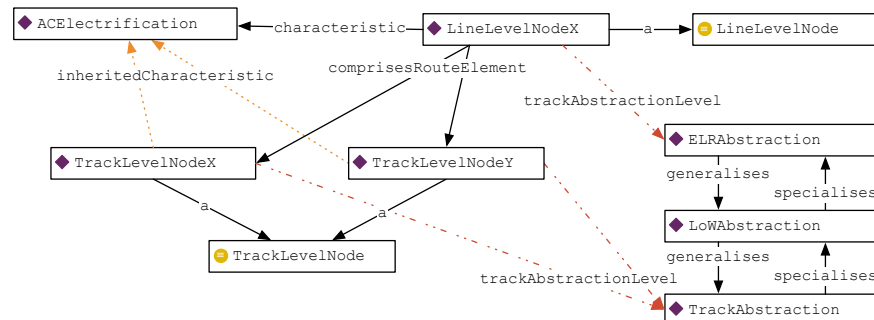 ACElectrification
characteristic
LineLevelNodeX
a
LineLevelNode
inheritedCharacteristic
comprisesRouteElement
trackAbstractionLevel
ELRAbstraction
TrackLevelNodeX
TrackLevelNodeY
generalises
specialises
a
a
LoWAbstraction
TrackLevelNode
generalises
specialises
trackAbstractionLevel
TrackAbstraction